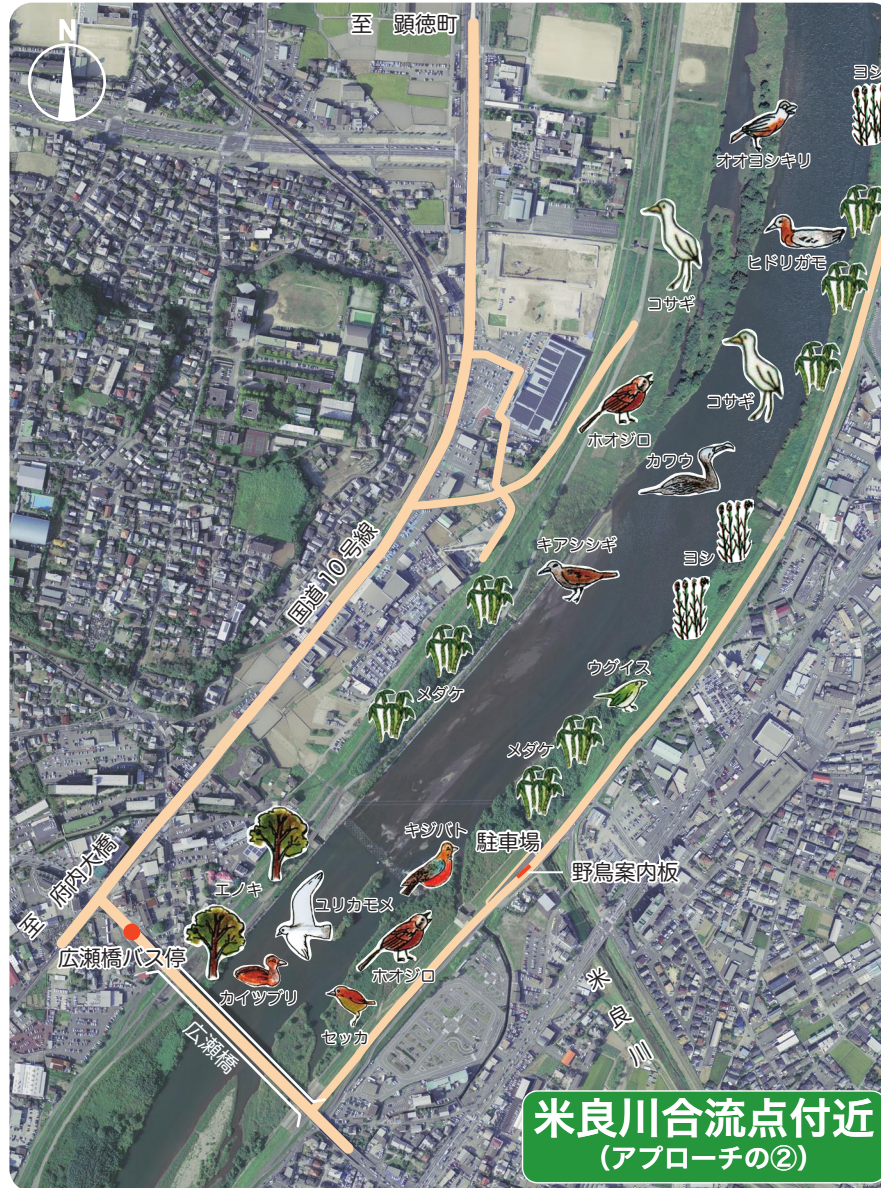 N
至 顕徳町
ヨシ
オオヨシキリ
ヒドリガモ
コサギ
コサギ
ホオジロ
カワウ
国道10号線
キアシシギ
ヨシ
ウグイス
メダケ
メダケ
キジバト
駐車場
至 府内大橋
野鳥案内板
エノキ
ユリカモメ
広瀬橋バス停
ホオジロ
カイツブリ
米良川
セッカ
広瀬橋
米良川合流点付近
(アプローチの②)